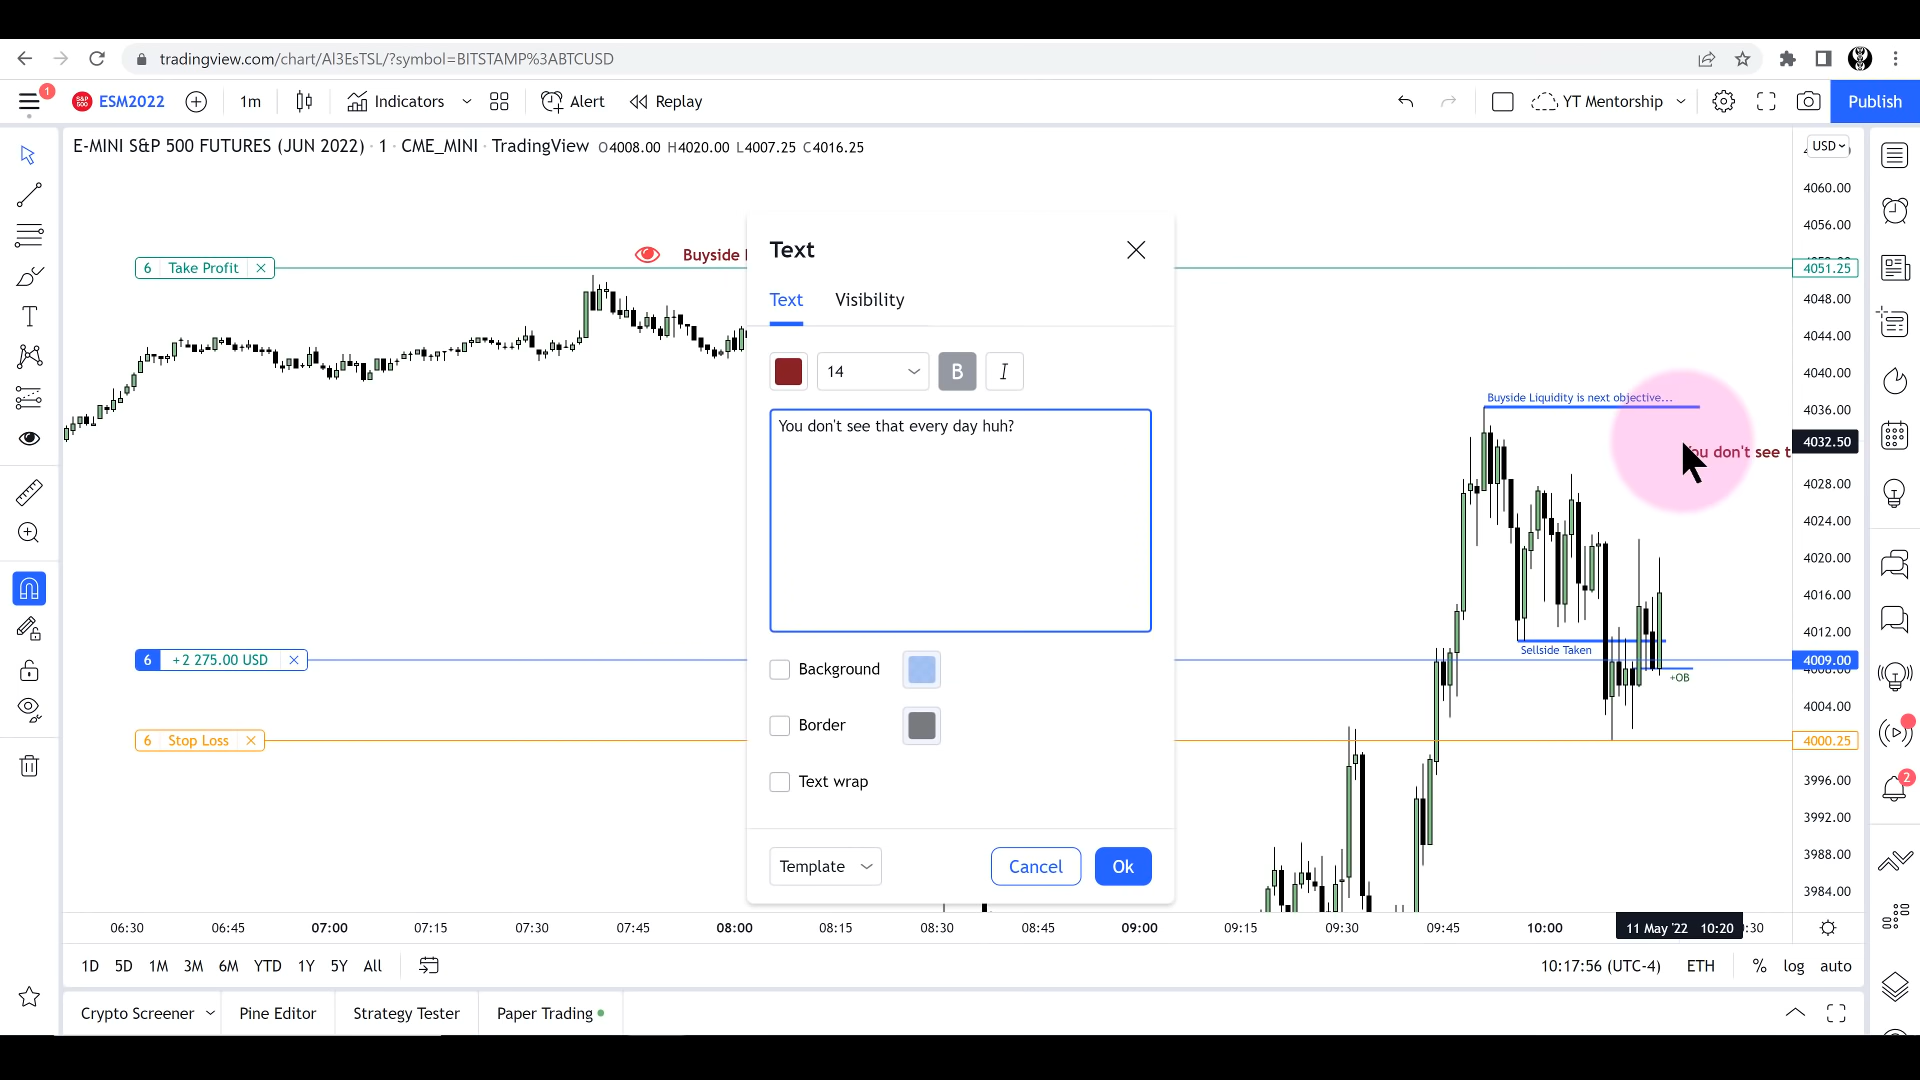 tradingview.com/chart/Al3EsTSL/?symbol=BITSTAMP%3ABTCUSD
1
S&P 500
ESM2022
1m
Indicators
Alert
Replay
YT Mentorship
Publish
E-MINI S&P 500 FUTURES (JUN 2022) · 1 · CME_MINI · TradingView O4008.00 H4020.00 L4007.25 C4016.25
USD
4060.00
4056.00
6 Take Profit
Buyside
4051.25
4048.00
4044.00
4040.00
4036.00
4032.50
4028.00
4024.00
4020.00
4016.00
4012.00
4009.00
4004.00
4000.25
3996.00
3992.00
3988.00
3984.00
Text
Text
Visibility
14
B
I
You don't see that every day huh?
Background
Border
Text wrap
Template
Cancel
Ok
Buyside Liquidity is next objective...
You don't see t
Sellside Taken
+OB
6 +2 275.00 USD
6 Stop Loss
06:30 06:45 07:00 07:15 07:30 07:45 08:00 08:15 08:30 08:45 09:00 09:15 09:30 09:45 10:00 11 May '22 10:20 :30
1D 5D 1M 3M 6M YTD 1Y 5Y All
10:17:56 (UTC-4) ETH % log auto
Crypto Screener
Pine Editor
Strategy Tester
Paper Trading
2